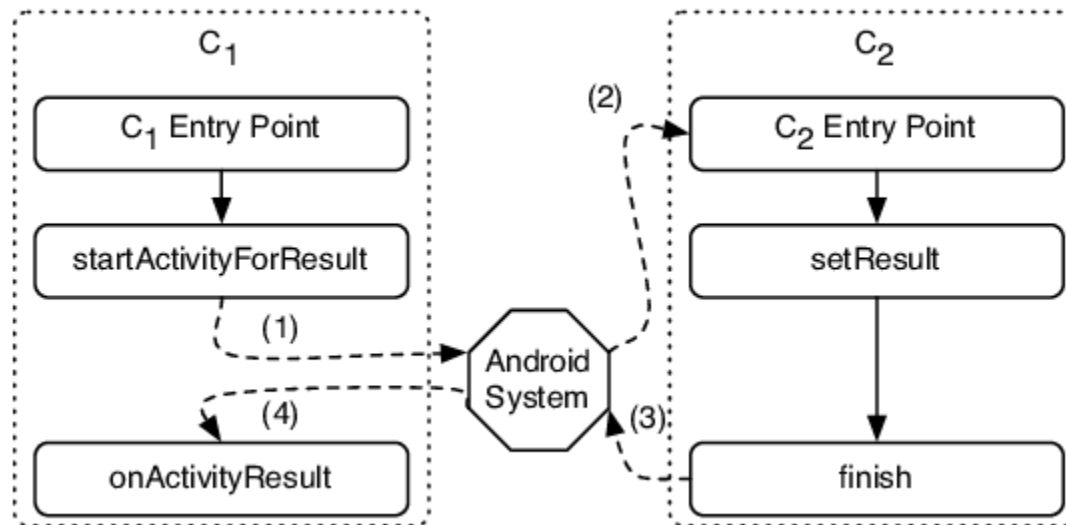 C1
C1 Entry Point
startActivityForResult
(1)
(4)
onActivityResult
Android
System
C2
(2)
C2 Entry Point
setResult
(3)
finish